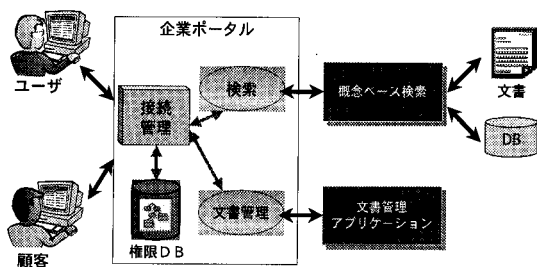 企業ポータル
ユーザ
接続
管理
検索
概念ベース検索
文書
DB
文書管理
文書管理
アプリケーション
権限DB
顧客